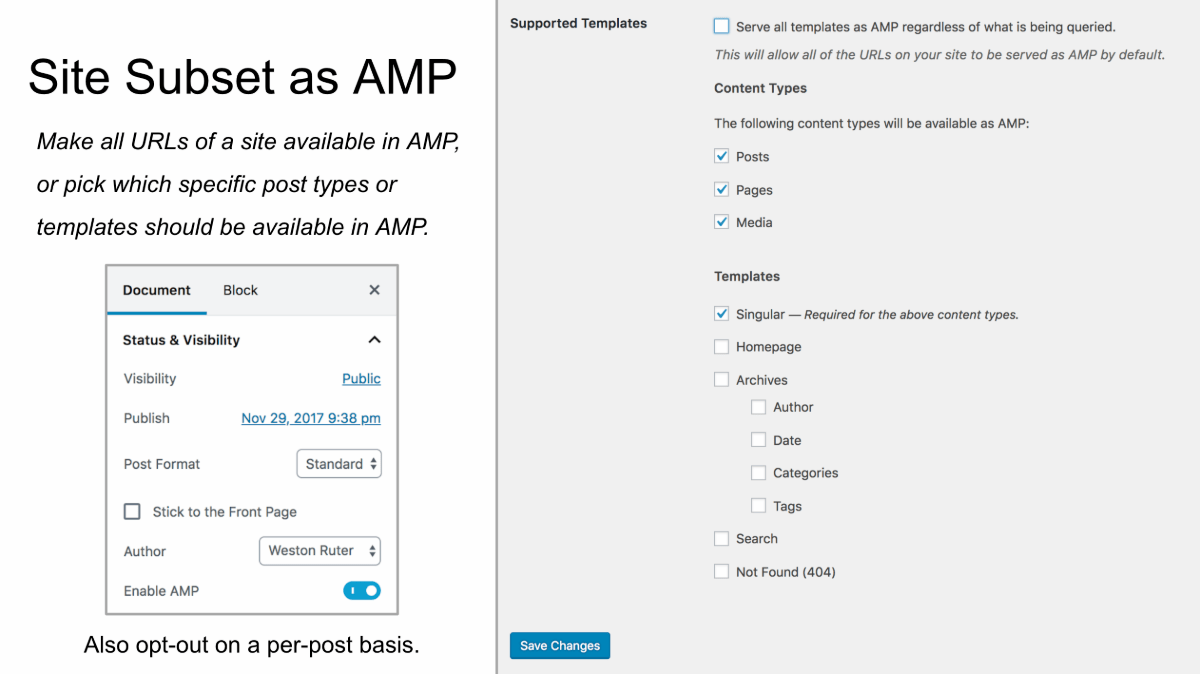 Site Subset as AMP
Make all URLs of a site available in AMP,
or pick which specific post types or
templates should be available in AMP.
Document Block
Status & Visibility
Visibility Public
Publish Nov 29, 2017 9:38 pm
Post Format Standard
Stick to the Front Page
Author Weston Ruter
Enable AMP
Also opt-out on a per-post basis.
Supported Templates
Serve all templates as AMP regardless of what is being queried.
This will allow all of the URLs on your site to be served as AMP by default.
Content Types
The following content types will be available as AMP:
Posts
Pages
Media
Templates
Singular — Required for the above content types.
Homepage
Archives
Author
Date
Categories
Tags
Search
Not Found (404)
Save Changes